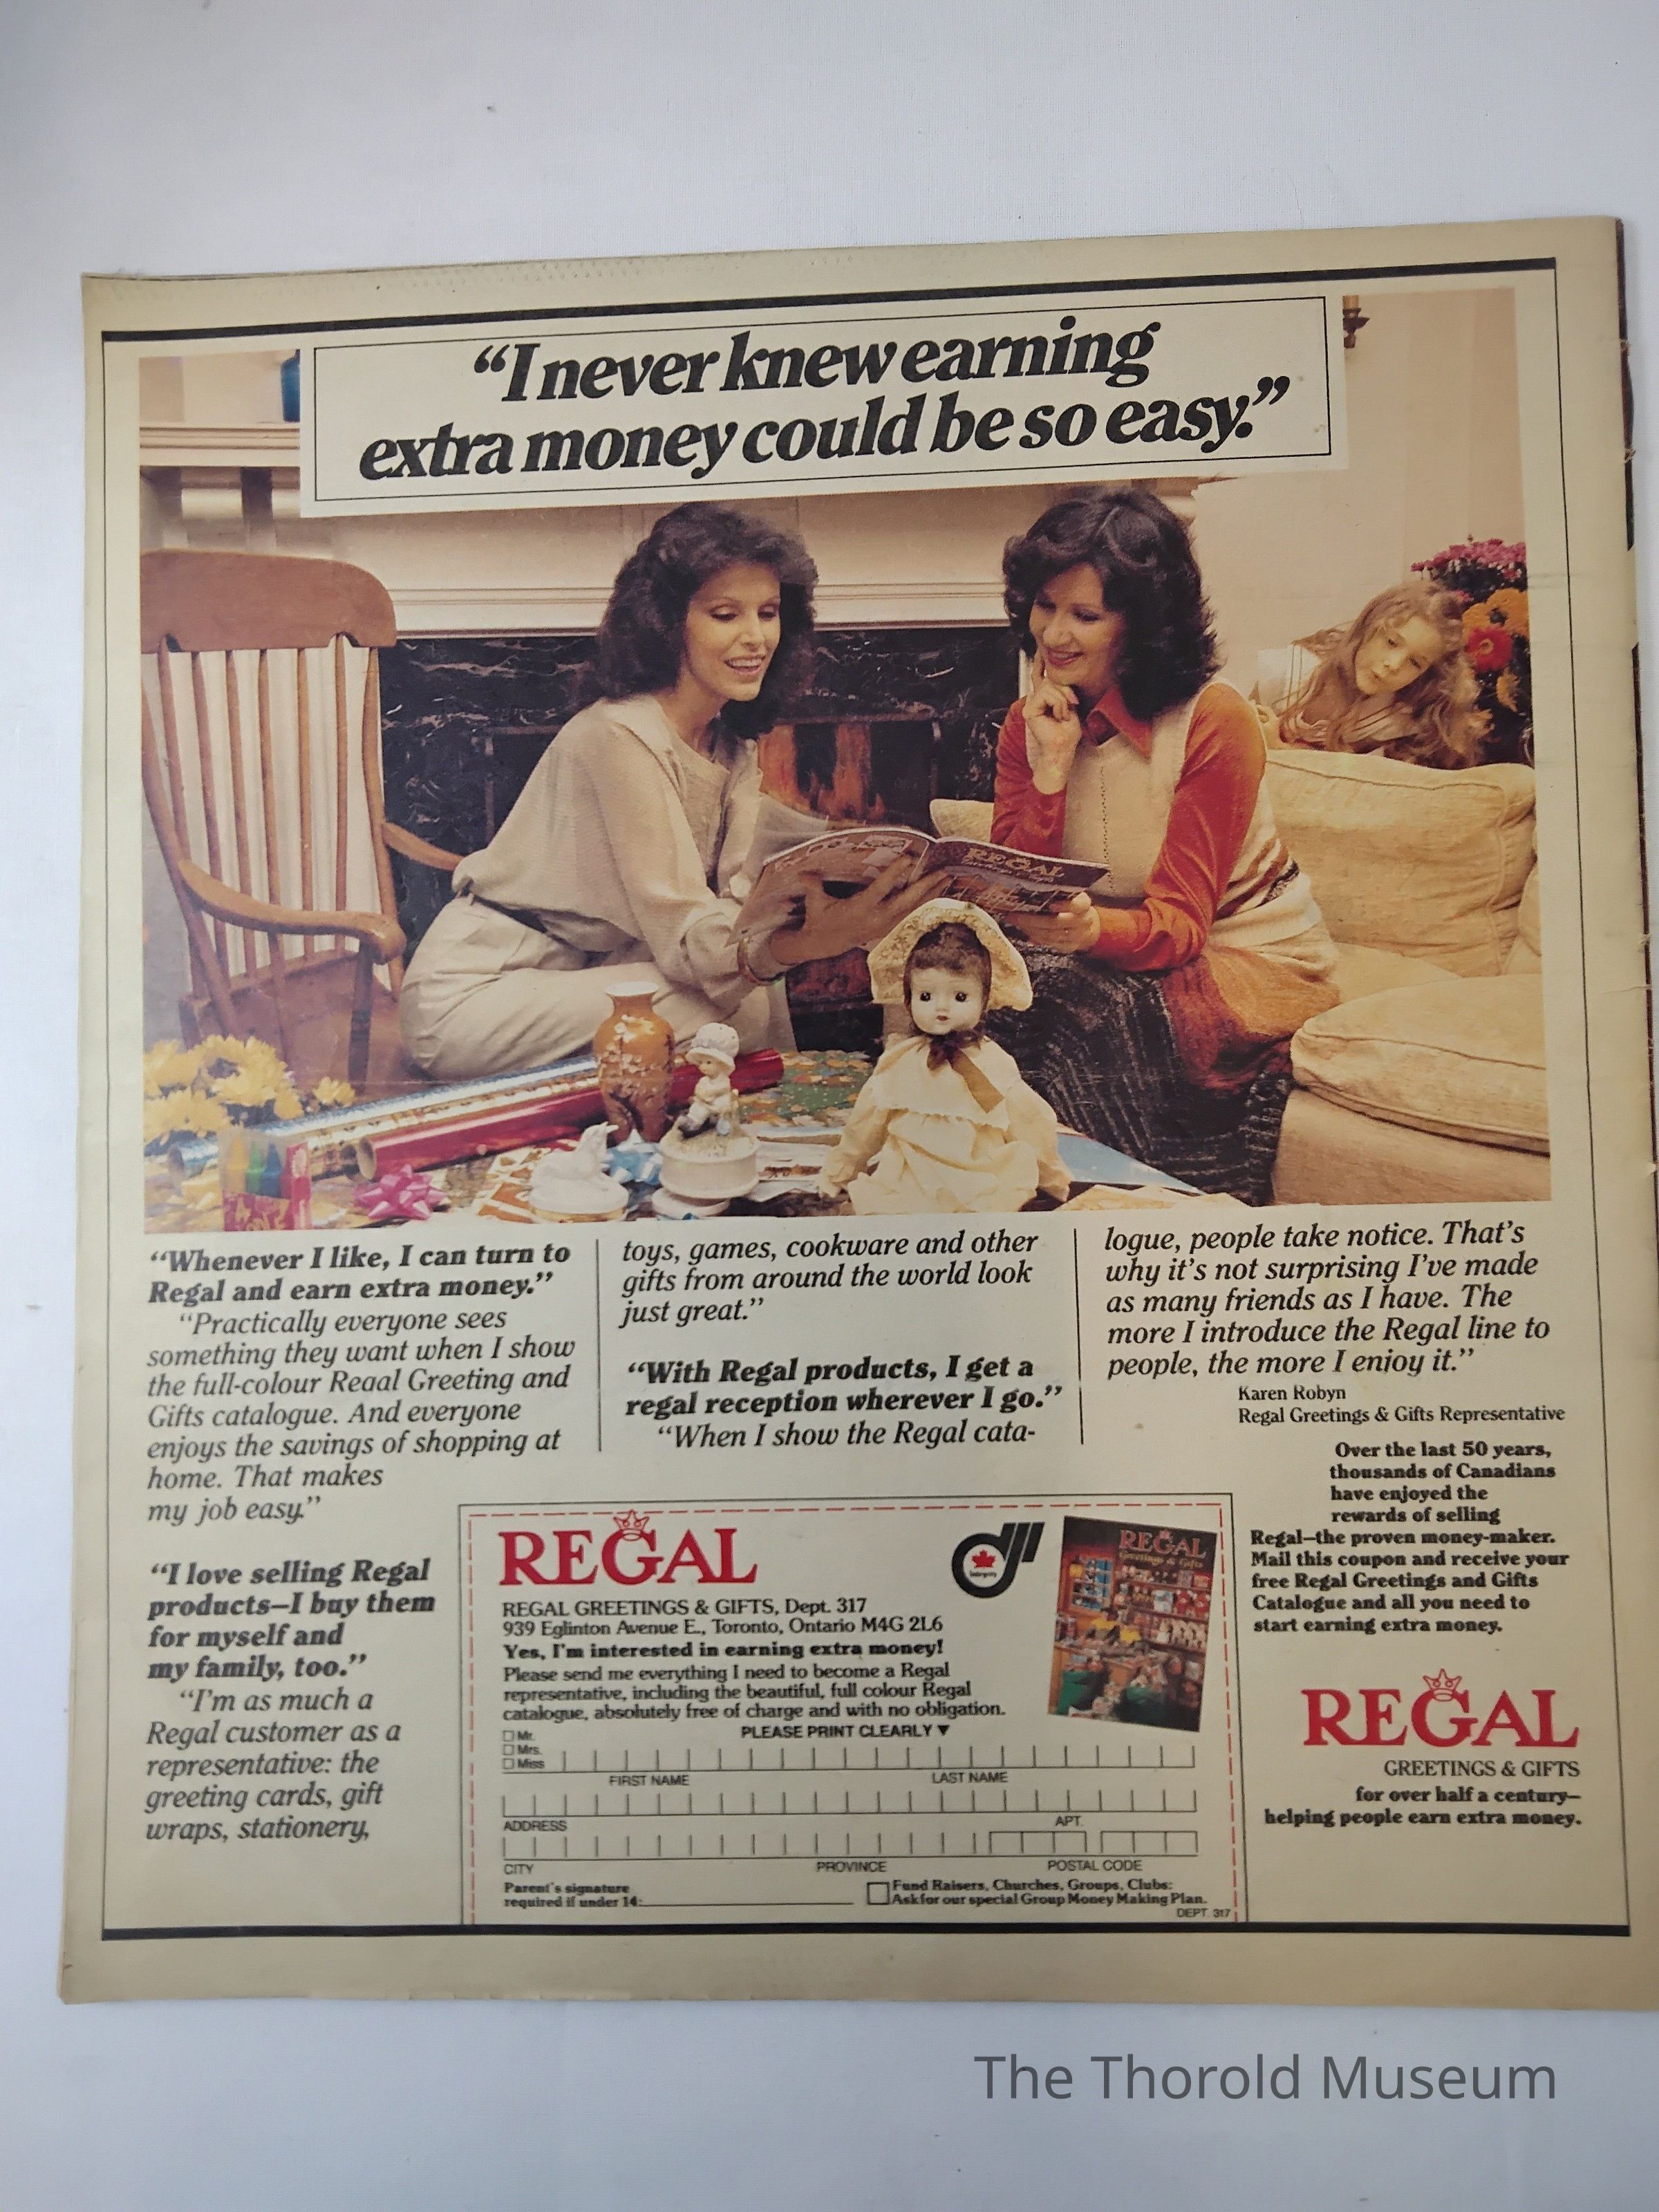 “I never knew earning
extra money could be so easy.”
REGAL
“Whenever I like, I can turn to
Regal and earn extra money.”
“Practically everyone sees
something they want when I show
the full-colour Regal Greeting and
Gifts catalogue. And everyone
enjoys the savings of shopping at
home. That makes
my job easy.”
“I love selling Regal
products–I buy them
for myself and
my family, too.”
“I’m as much a
Regal customer as a
representative: the
greeting cards, gift
wraps, stationery,
toys, games, cookware and other
gifts from around the world look
just great.”
“With Regal products, I get a
regal reception wherever I go.”
“When I show the Regal cata-
logue, people take notice. That’s
why it’s not surprising I’ve made
as many friends as I have. The
more I introduce the Regal line to
people, the more I enjoy it.”
Karen Robyn
Regal Greetings & Gifts Representative
Over the last 50 years,
thousands of Canadians
have enjoyed the
rewards of selling
Regal–the proven money-maker.
Mail this coupon and receive your
free Regal Greetings and Gifts
Catalogue and all you need to
start earning extra money.
REGAL
GREETINGS & GIFTS
for over half a century–
helping people earn extra money.
REGAL
REGAL
Greetings & Gifts
REGAL GREETINGS & GIFTS, Dept. 317
939 Eglinton Avenue E., Toronto, Ontario M4G 2L6
Yes, I’m interested in earning extra money!
Please send me everything I need to become a Regal
representative, including the beautiful, full colour Regal
catalogue, absolutely free of charge and with no obligation.
PLEASE PRINT CLEARLY ▼
☐ Mr.
☐ Mrs.
☐ Miss
FIRST NAME LAST NAME
ADDRESS APT.
CITY PROVINCE POSTAL CODE
Parent’s signature
required if under 14:
☐ Fund Raisers, Churches, Groups, Clubs:
Ask for our special Group Money Making Plan.
DEPT. 317
The Thorold Museum